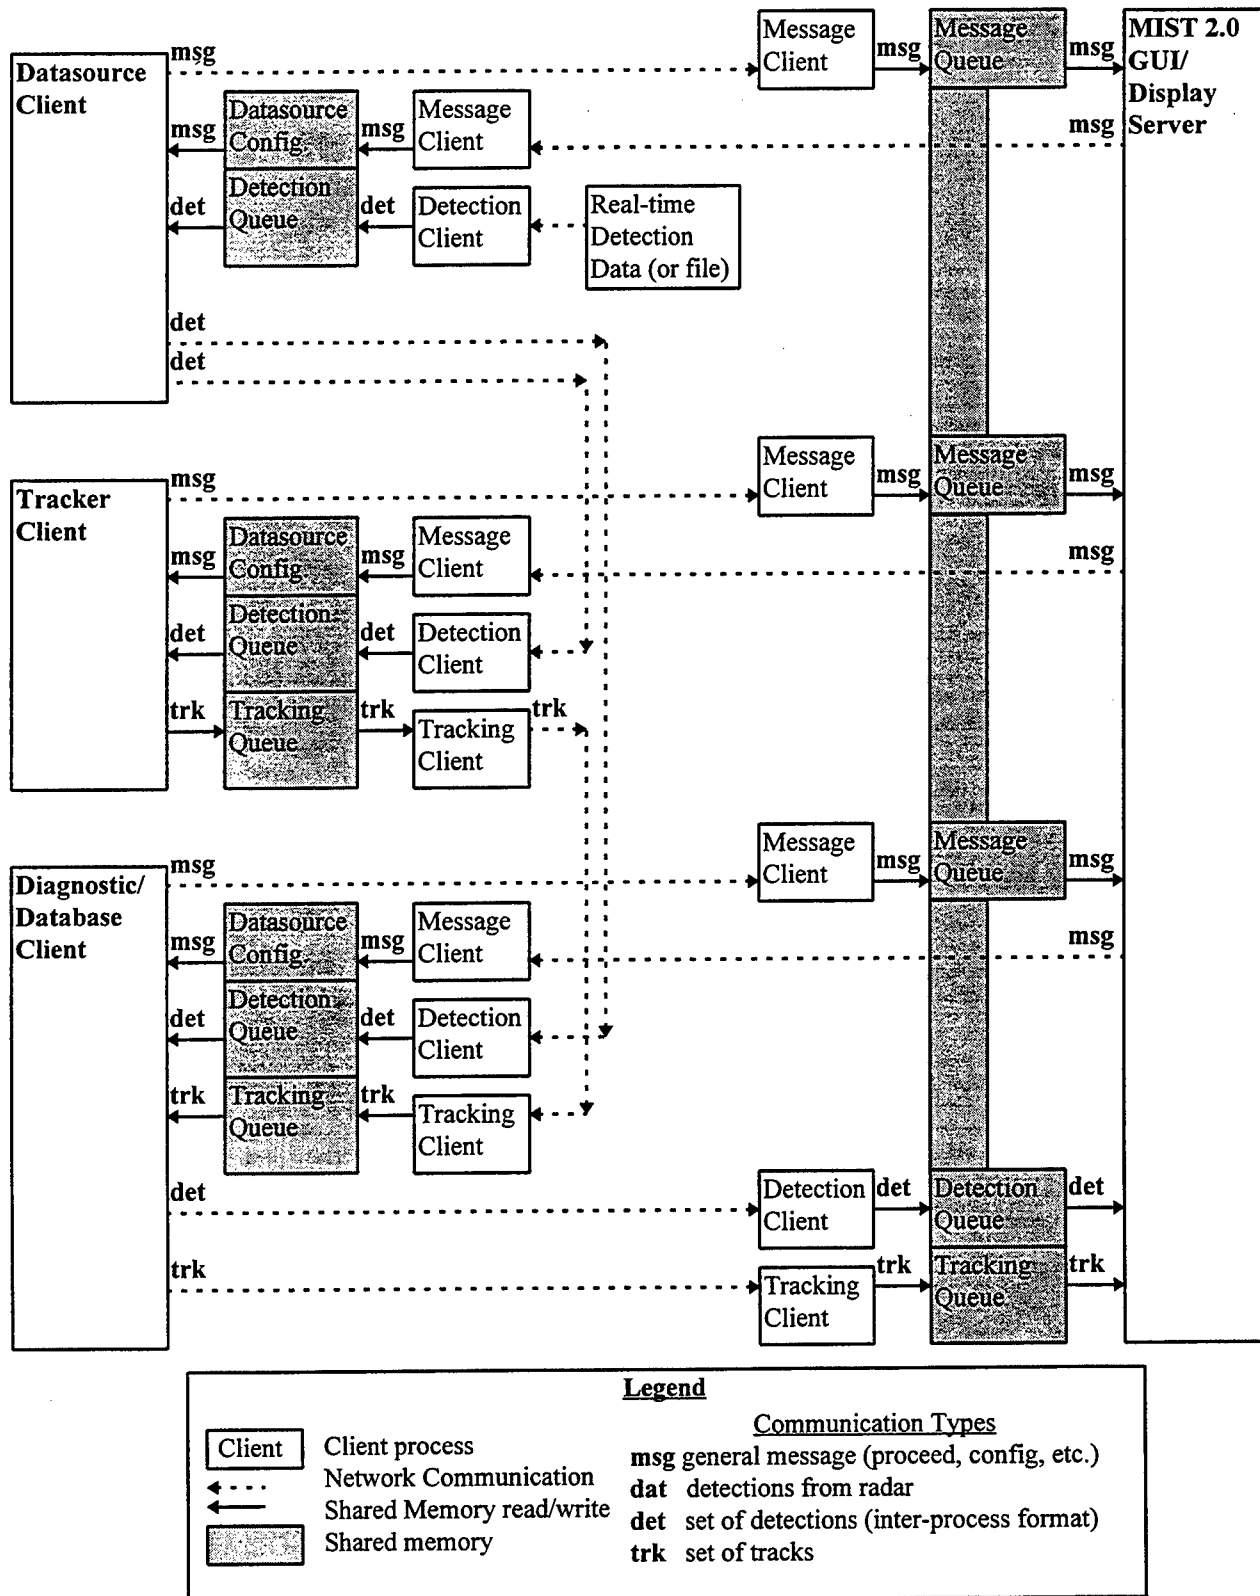 Datasource
Client
msg
Message
Client
msg
Message
Queue
msg
MIST 2.0
GUI/
Display
Server
msg
Datasource
Config.
msg
Message
Client
msg
det
Detection
Queue
det
Detection
Client
Real-time
Detection
Data (or file)
det
det
Tracker
Client
msg
Message
Client
msg
Message
Queue
msg
msg
Datasource
Config.
msg
Message
Client
msg
det
Detection
Queue
det
Detection
Client
trk
Tracking
Queue
trk
Tracking
Client
trk
Diagnostic/
Database
Client
msg
Message
Client
msg
Message
Queue
msg
msg
Datasource
Config.
msg
Message
Client
msg
det
Detection
Queue
det
Detection
Client
trk
Tracking
Queue
trk
Tracking
Client
det
Detection
Client
det
Detection
Queue
det
trk
Tracking
Client
trk
Tracking
Queue
trk
Legend
Client
Client process
Network Communication
Shared Memory read/write
Shared memory
Communication Types
msg general message (proceed, config, etc.)
dat detections from radar
det set of detections (inter-process format)
trk set of tracks